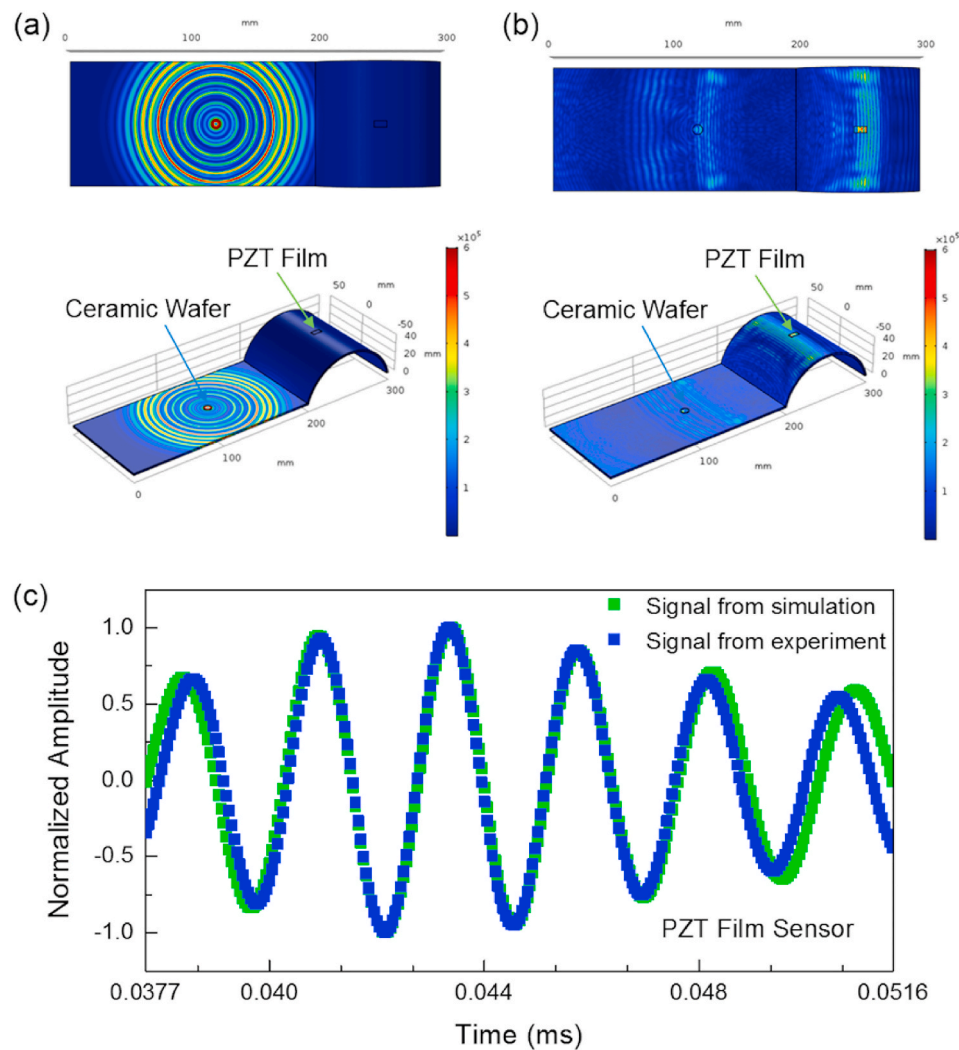 (a)
mm
0 100 200 300
(b)
mm
0 100 200 300
PZT Film
Ceramic Wafer
×10⁵
6
5
4
3
2
1
50
mm
0
-50
40
20
mm
0
300
200
100
mm
0
PZT Film
Ceramic Wafer
×10⁵
6
5
4
3
2
1
50
mm
0
-50
40
20
mm
0
300
200
100
mm
0
(c)
Signal from simulation
Signal from experiment
1.0
0.5
0.0
-0.5
-1.0
Normalized Amplitude
PZT Film Sensor
0.0377 0.040 0.044 0.048 0.0516
Time (ms)